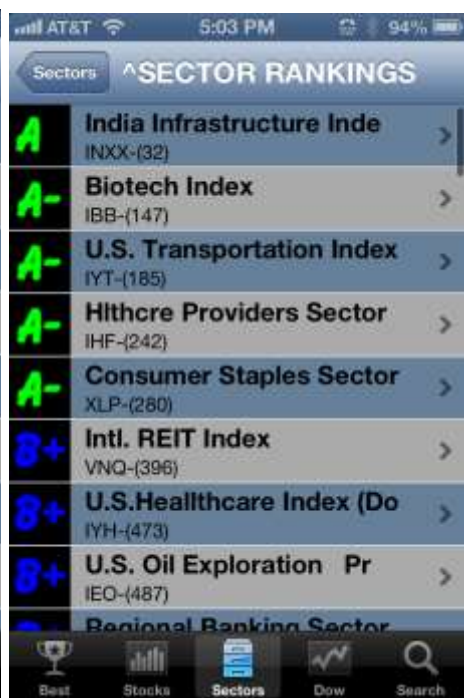 AT&T 5:03 PM 94%
Sectors ^SECTOR RANKINGS
A India Infrastructure Inde
INXX-(32)
A- Biotech Index
IBB-(147)
A- U.S. Transportation Index
IYT-(185)
A- Hlthcre Providers Sector
IHF-(242)
A- Consumer Staples Sector
XLP-(280)
B+ Intl. REIT Index
VNQ-(396)
B+ U.S.Heallthcare Index (Do
IYH-(473)
B+ U.S. Oil Exploration Pr
IEO-(487)
B+ Regional Banking Sector
Best Stocks Sectors Dow Search